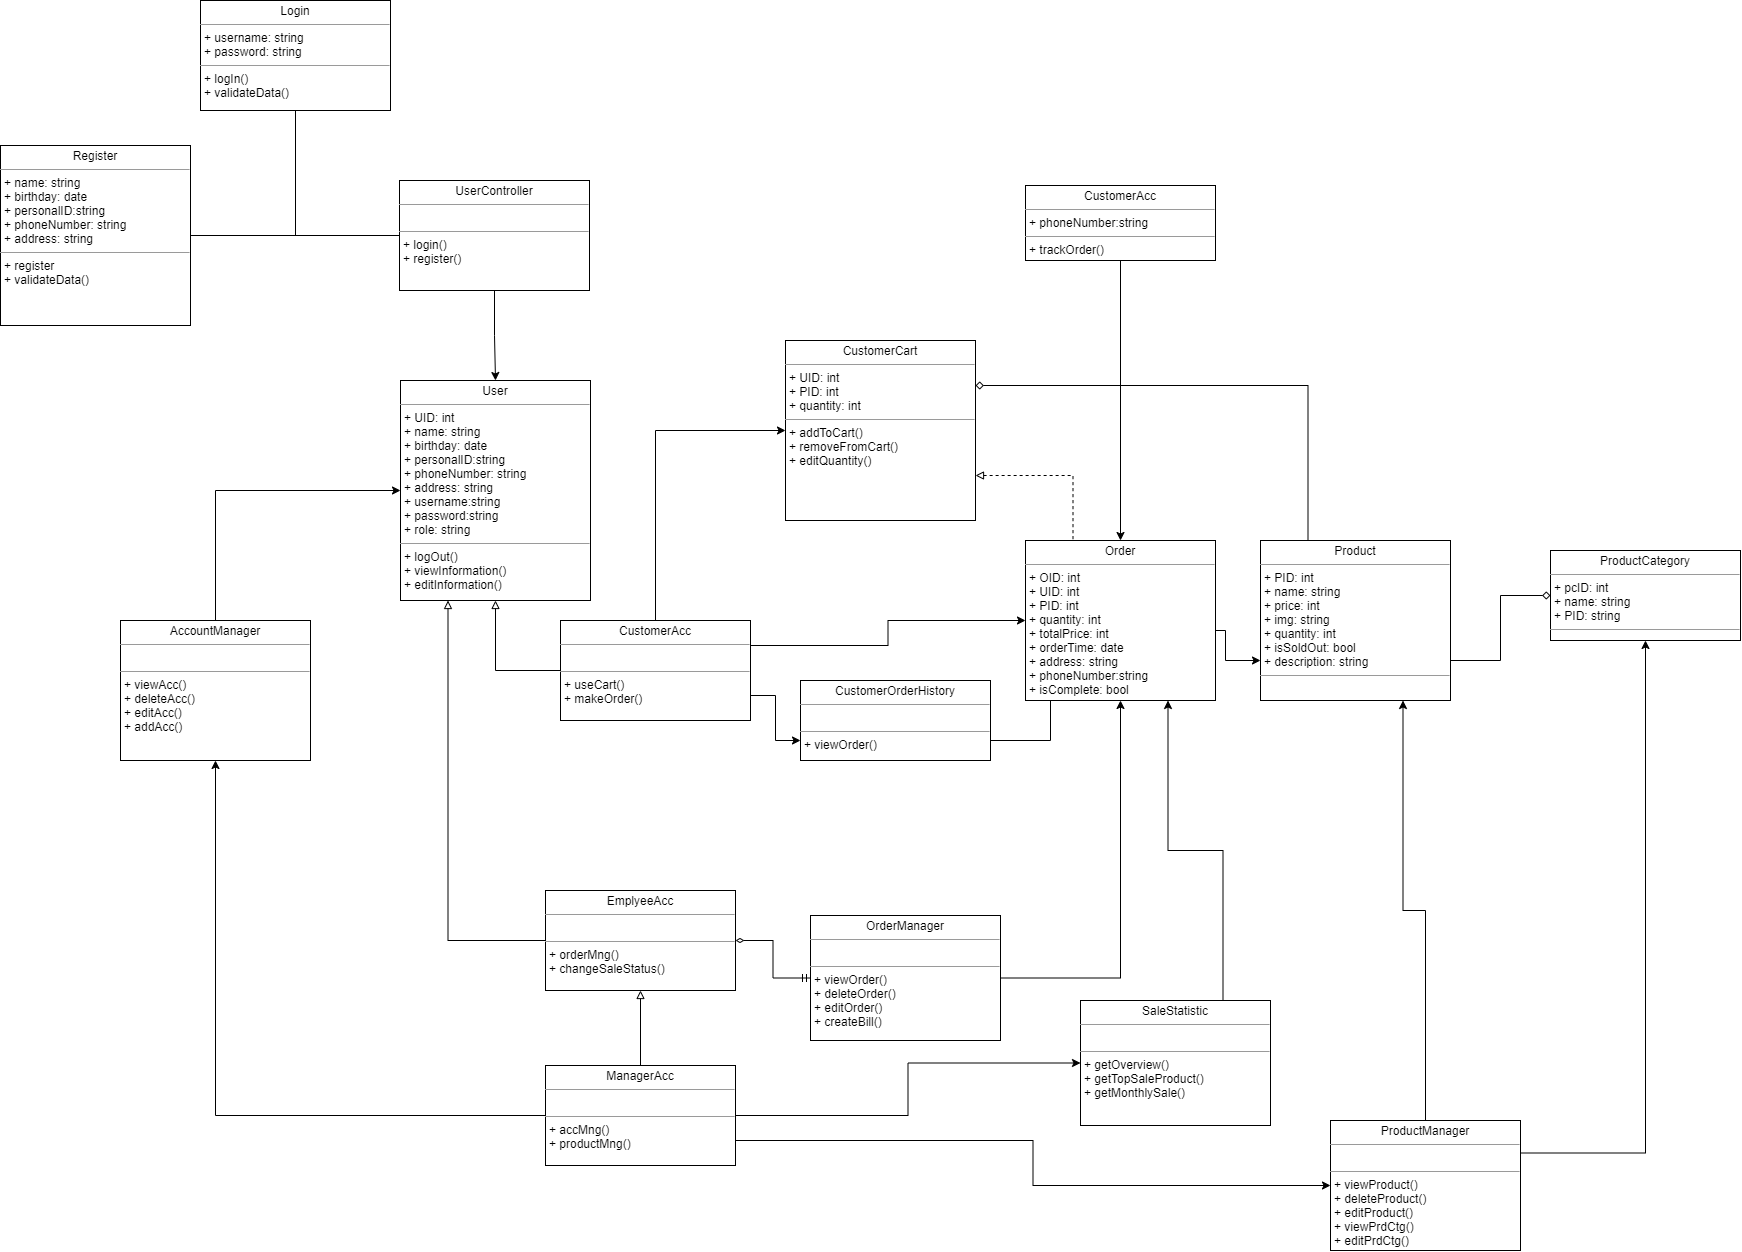 Login
+ username: string
+ password: string
+ logIn()
+ validateData()
Register
+ name: string
+ birthday: date
+ personalID:string
+ phoneNumber: string
+ address: string
+ register
+ validateData()
UserController
+ login()
+ register()
CustomerAcc
+ phoneNumber:string
+ trackOrder()
CustomerCart
+ UID: int
+ PID: int
+ quantity: int
+ addToCart()
+ removeFromCart()
+ editQuantity()
User
+ UID: int
+ name: string
+ birthday: date
+ personalID:string
+ phoneNumber: string
+ address: string
+ username:string
+ password:string
+ role: string
+ logOut()
+ viewInformation()
+ editInformation()
Order
+ OID: int
+ UID: int
+ PID: int
+ quantity: int
+ totalPrice: int
+ orderTime: date
+ address: string
+ phoneNumber:string
+ isComplete: bool
Product
+ PID: int
+ name: string
+ price: int
+ img: string
+ quantity: int
+ isSoldOut: bool
+ description: string
ProductCategory
+ pcID: int
+ name: string
+ PID: string
AccountManager
+ viewAcc()
+ deleteAcc()
+ editAcc()
+ addAcc()
CustomerAcc
+ useCart()
+ makeOrder()
CustomerOrderHistory
+ viewOrder()
EmplyeeAcc
+ orderMng()
+ changeSaleStatus()
OrderManager
+ viewOrder()
+ deleteOrder()
+ editOrder()
+ createBill()
SaleStatistic
+ getOverview()
+ getTopSaleProduct()
+ getMonthlySale()
ManagerAcc
+ accMng()
+ productMng()
ProductManager
+ viewProduct()
+ deleteProduct()
+ editProduct()
+ viewPrdCtg()
+ editPrdCtg()